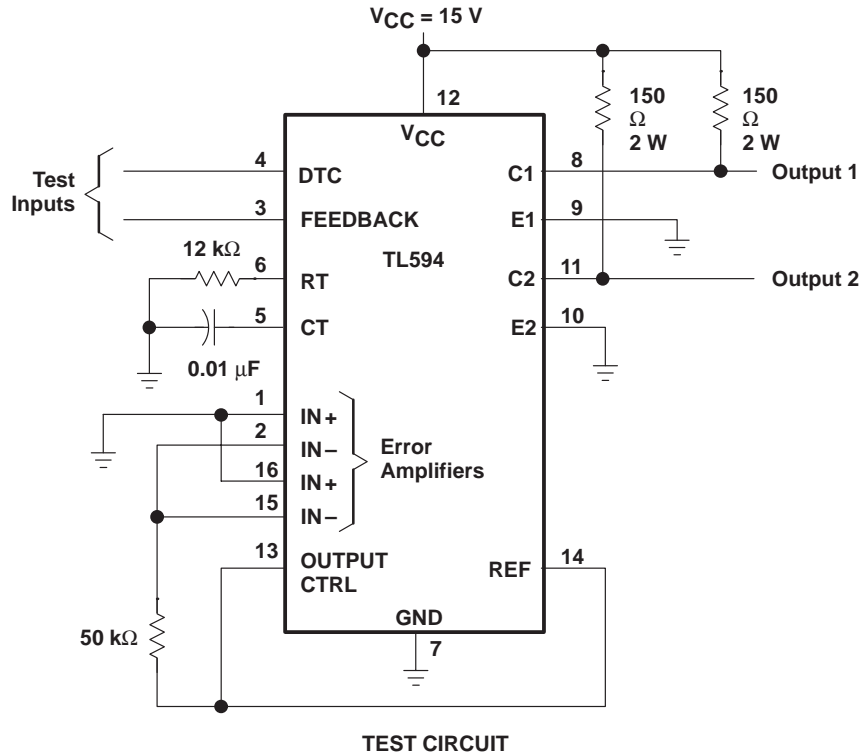 VCC = 15 V
12
VCC
150
Ω
2 W
150
Ω
2 W
Test
Inputs
4
DTC
3
FEEDBACK
C1
8
Output 1
E1
9
12 kΩ
6
RT
TL594
C2
11
Output 2
5
CT
E2
10
0.01 μF
1
IN+
2
IN−
16
IN+
15
IN−
Error
Amplifiers
13
OUTPUT
CTRL
REF
14
GND
7
50 kΩ
TEST CIRCUIT